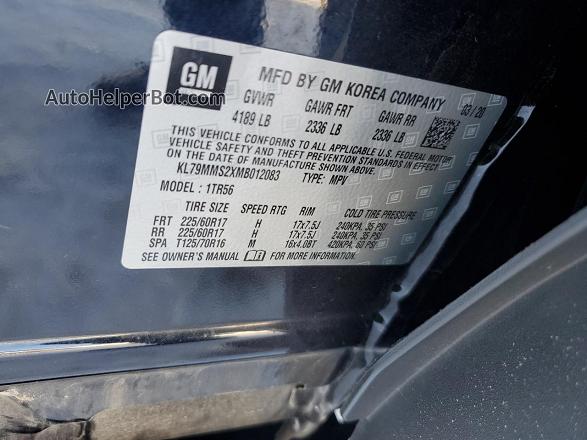 GM
MFD BY GM KOREA COMPANY 03/20
GVWR GAWR FRT GAWR RR
4189 LB 2336 LB 2336 LB
THIS VEHICLE CONFORMS TO ALL APPLICABLE U.S. FEDERAL MOTOR
VEHICLE SAFETY AND THEFT PREVENTION STANDARDS IN EFFECT
ON THE DATE OF MANUFACTURE SHOWN ABOVE.
KL79MMS2XMB012083 TYPE: MPV
MODEL: 1TR56
TIRE SIZE SPEED RTG RIM COLD TIRE PRESSURE
FRT 225/60R17 H 17x7.5J 240KPA, 35 PSI
RR 225/60R17 H 17x7.5J 240KPA, 35 PSI
SPA T125/70R16 M 16x4.0BT 420KPA, 60 PSI
SEE OWNER'S MANUAL FOR MORE INFORMATION.
AutoHelperBot.com